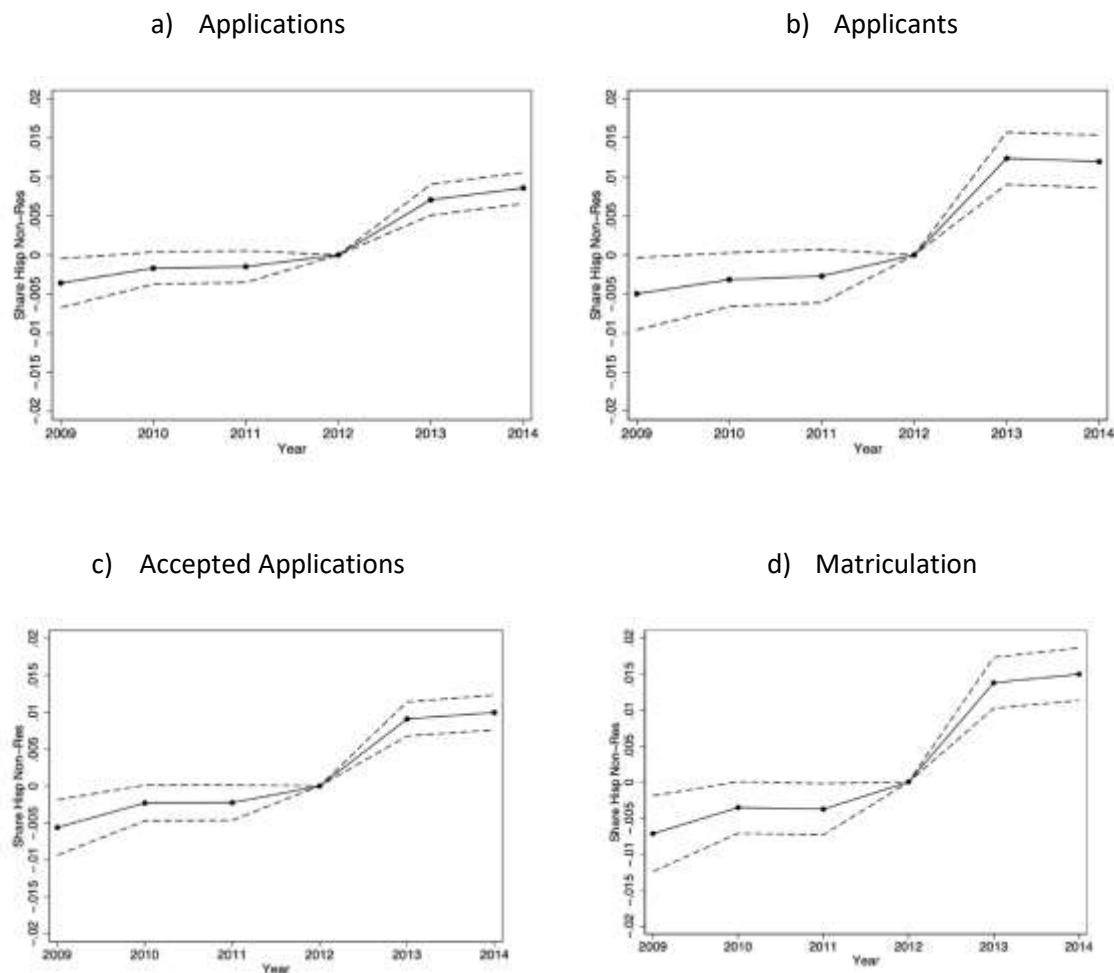 a) Applications
b) Applicants
Share Hisp Non-Res
.02
.015
.01
.005
0
-.005
-.01
-.015
-.02
2009 2010 2011 2012 2013 2014
Year
Share Hisp Non-Res
.02
.015
.01
.005
0
-.005
-.01
-.015
-.02
2009 2010 2011 2012 2013 2014
Year
c) Accepted Applications
d) Matriculation
Share Hisp Non-Res
.02
.015
.01
.005
0
-.005
-.01
-.015
-.02
2009 2010 2011 2012 2013 2014
Year
Share Hisp Non-Res
.02
.015
.01
.005
0
-.005
-.01
-.015
-.02
2009 2010 2011 2012 2013 2014
Year